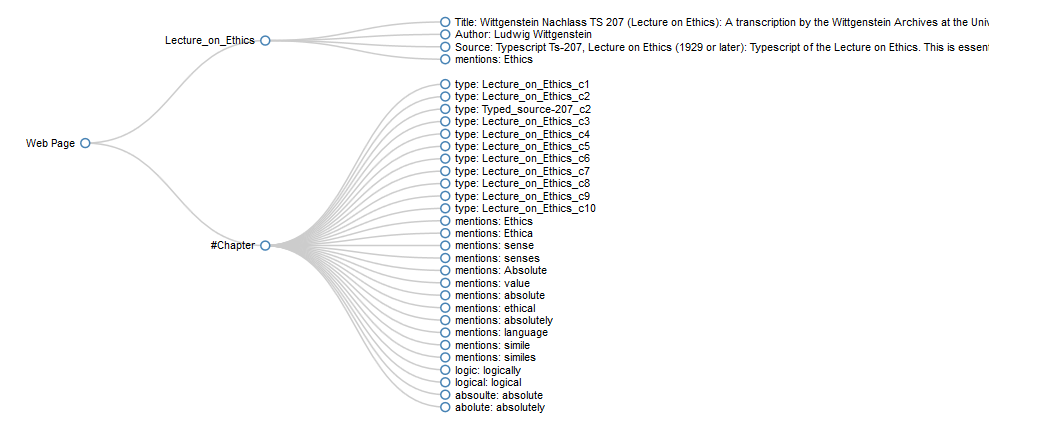 Title: Wittgenstein Nachlass TS 207 (Lecture on Ethics): A transcription by the Wittgenstein Archives at the
Lecture_on_Ethics
Author: Ludwig Wittgenstein
Source: Typescript Ts-207, Lecture on Ethics (1929 or later): Typescript of the Lecture on Ethics. This is
mentions: Ethics
Web Page
#Chapter
type: Lecture_on_Ethics_c1
type: Lecture_on_Ethics_c2
type: Typed_source-207_c2
type: Lecture_on_Ethics_c3
type: Lecture_on_Ethics_c4
type: Lecture_on_Ethics_c5
type: Lecture_on_Ethics_c6
type: Lecture_on_Ethics_c7
type: Lecture_on_Ethics_c8
type: Lecture_on_Ethics_c9
type: Lecture_on_Ethics_c10
mentions: Ethics
mentions: Ethica
mentions: sense
mentions: senses
mentions: Absolute
mentions: value
mentions: absolute
mentions: ethical
mentions: absolutely
mentions: language
mentions: simile
mentions: similes
logic: logically
logical: logical
absoulte: absolute
abolute: absolutely